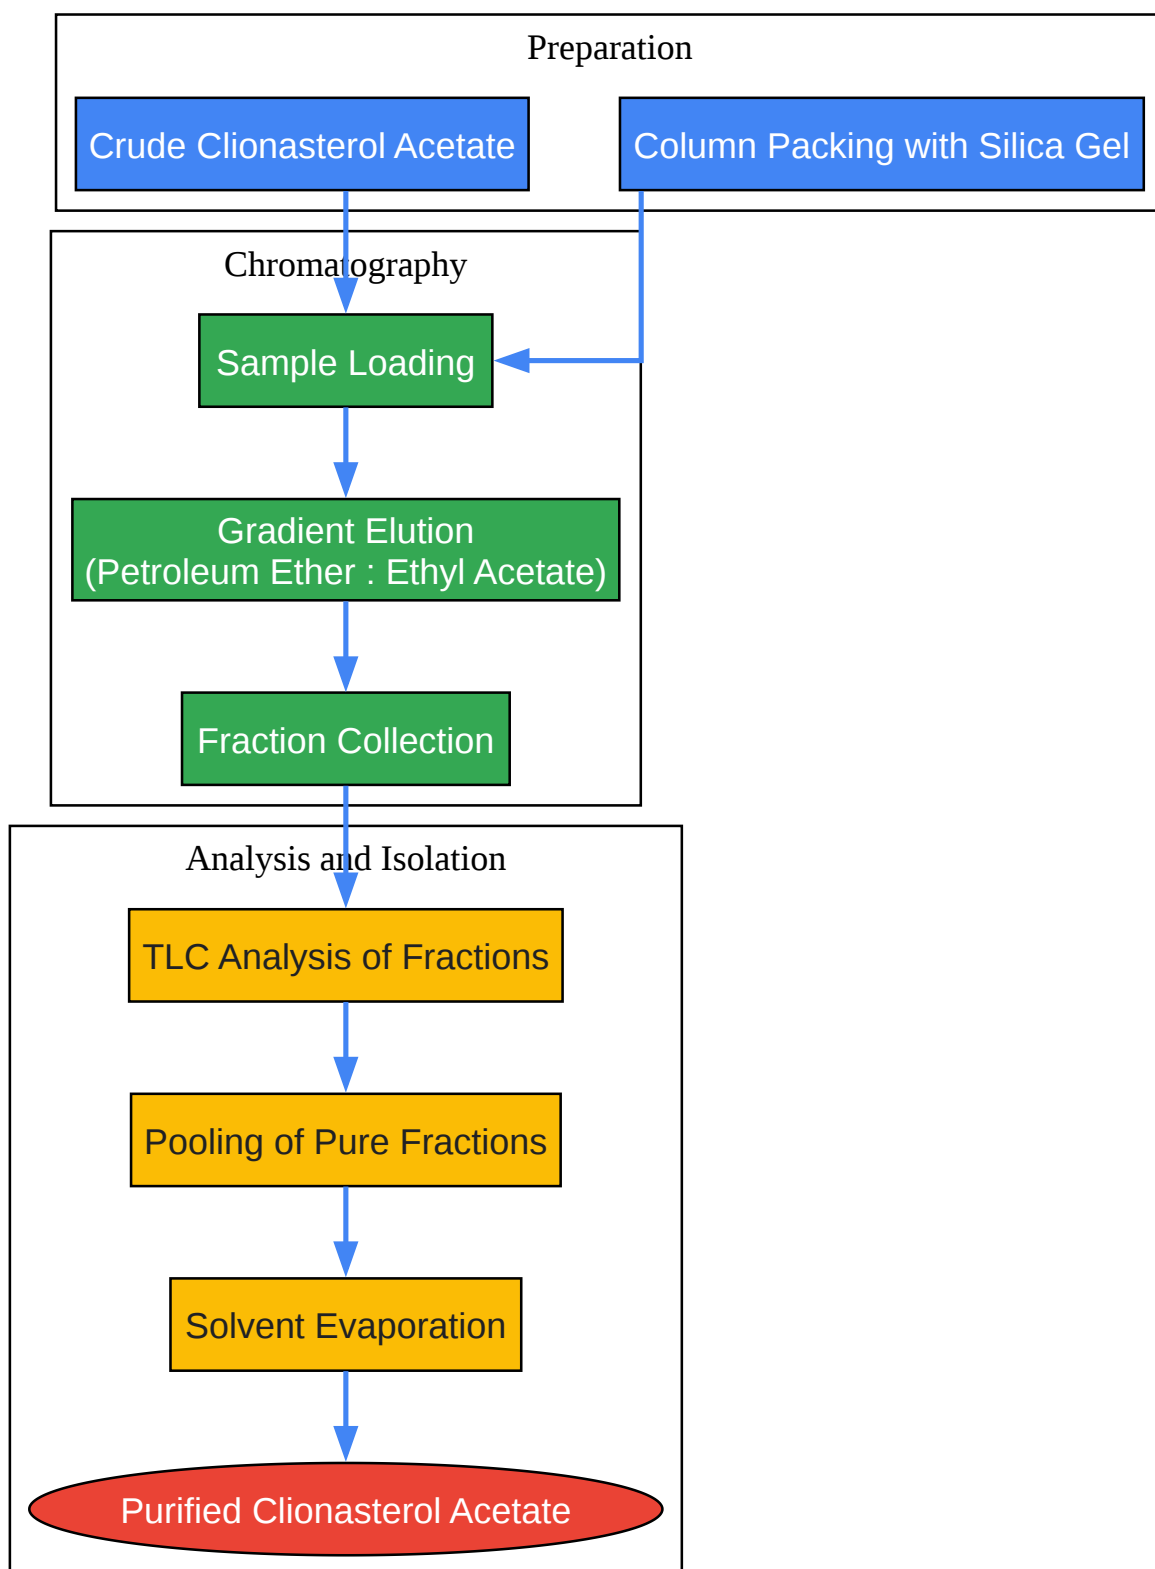 Preparation
Crude Clionasterol Acetate
Column Packing with Silica Gel
Chromatography
Sample Loading
Gradient Elution
(Petroleum Ether : Ethyl Acetate)
Fraction Collection
Analysis and Isolation
TLC Analysis of Fractions
Pooling of Pure Fractions
Solvent Evaporation
Purified Clionasterol Acetate